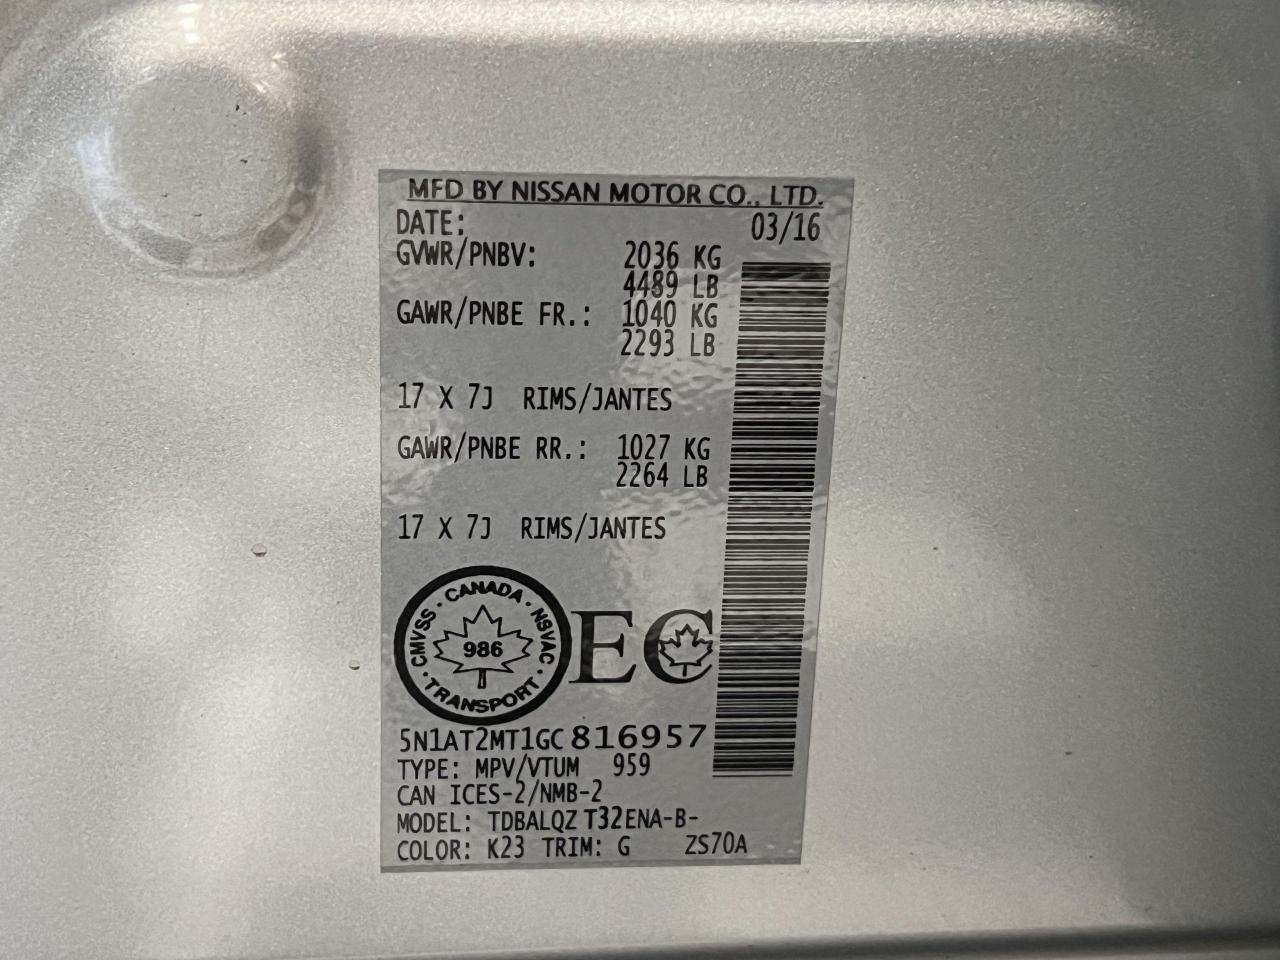 MFD BY NISSAN MOTOR CO., LTD.
DATE: 03/16
GVWR/PNBV: 2036 KG
4489 LB
GAWR/PNBE FR.: 1040 KG
2293 LB
17 X 7J RIMS/JANTES
GAWR/PNBE RR.: 1027 KG
2264 LB
17 X 7J RIMS/JANTES
CMVSS · CANADA · NSVAC · TRANSPORT ·
986
EC
5N1AT2MT1GC816957
TYPE: MPV/VTUM 959
CAN ICES-2/NMB-2
MODEL: TDBALQZ T32ENA-B-
COLOR: K23 TRIM: G ZS70A